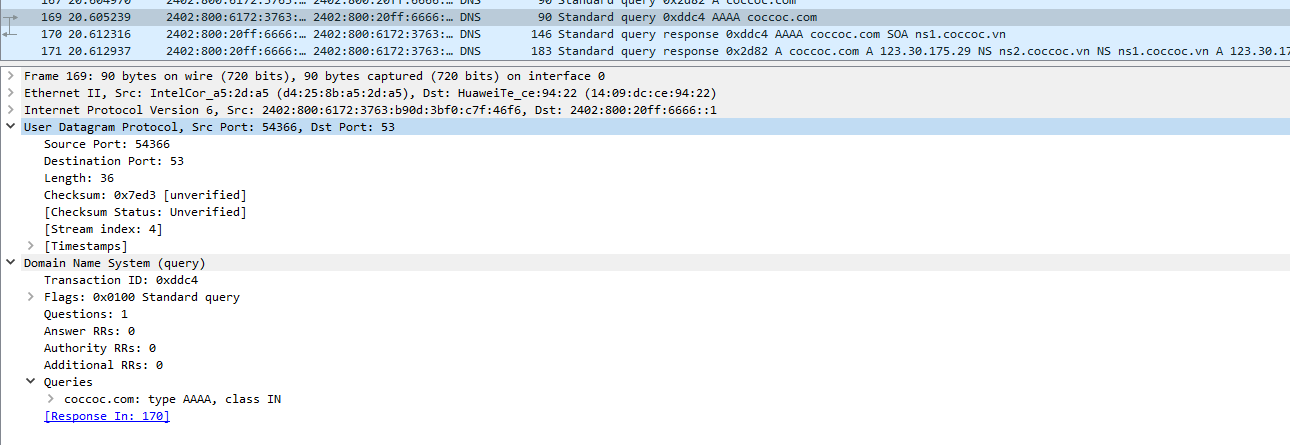 167 20.604970 2402:800:6172:3763:… 2402:800:20ff:6666:… DNS 90 Standard query 0x2d82 A coccoc.com
169 20.605239 2402:800:6172:3763:… 2402:800:20ff:6666:… DNS 90 Standard query 0xddc4 AAAA coccoc.com
170 20.612316 2402:800:20ff:6666:… 2402:800:6172:3763:… DNS 146 Standard query response 0xddc4 AAAA coccoc.com SOA ns1.coccoc.vn
171 20.612937 2402:800:20ff:6666:… 2402:800:6172:3763:… DNS 183 Standard query response 0x2d82 A coccoc.com A 123.30.175.29 NS ns2.coccoc.vn NS ns1.coccoc.vn A 123.30.17
Frame 169: 90 bytes on wire (720 bits), 90 bytes captured (720 bits) on interface 0
Ethernet II, Src: IntelCor_a5:2d:a5 (d4:25:8b:a5:2d:a5), Dst: HuaweiTe_ce:94:22 (14:09:dc:ce:94:22)
Internet Protocol Version 6, Src: 2402:800:6172:3763:b90d:3bf0:c7f:46f6, Dst: 2402:800:20ff:6666::1
User Datagram Protocol, Src Port: 54366, Dst Port: 53
Source Port: 54366
Destination Port: 53
Length: 36
Checksum: 0x7ed3 [unverified]
[Checksum Status: Unverified]
[Stream index: 4]
[Timestamps]
Domain Name System (query)
Transaction ID: 0xddc4
Flags: 0x0100 Standard query
Questions: 1
Answer RRs: 0
Authority RRs: 0
Additional RRs: 0
Queries
coccoc.com: type AAAA, class IN
[Response In: 170]